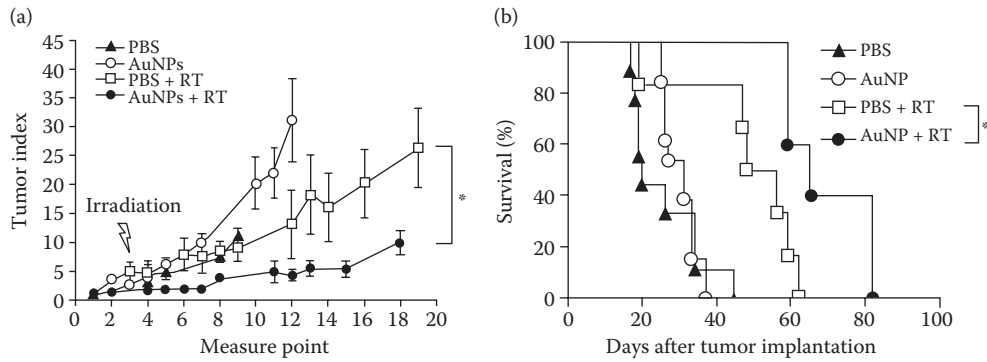 (a)
45
40
35
30
25
20
15
10
5
0
Tumor index
PBS
AuNPs
PBS + RT
AuNPs + RT
Irradiation
*
0 2 4 6 8 10 12 14 16 18 20
Measure point
(b)
100
80
60
40
20
0
Survival (%)
PBS
AuNP
PBS + RT
AuNP + RT
*
0 20 40 60 80 100
Days after tumor implantation